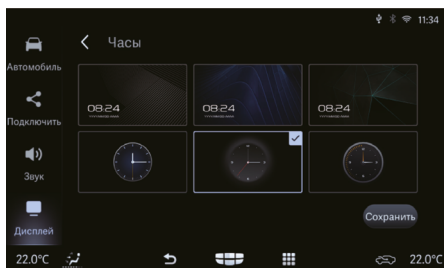 11:34
Часы
Автомобиль
Подключить
Звук
Дисплей
08:24
08:24
08:24
Сохранить
22.0°C
22.0°C